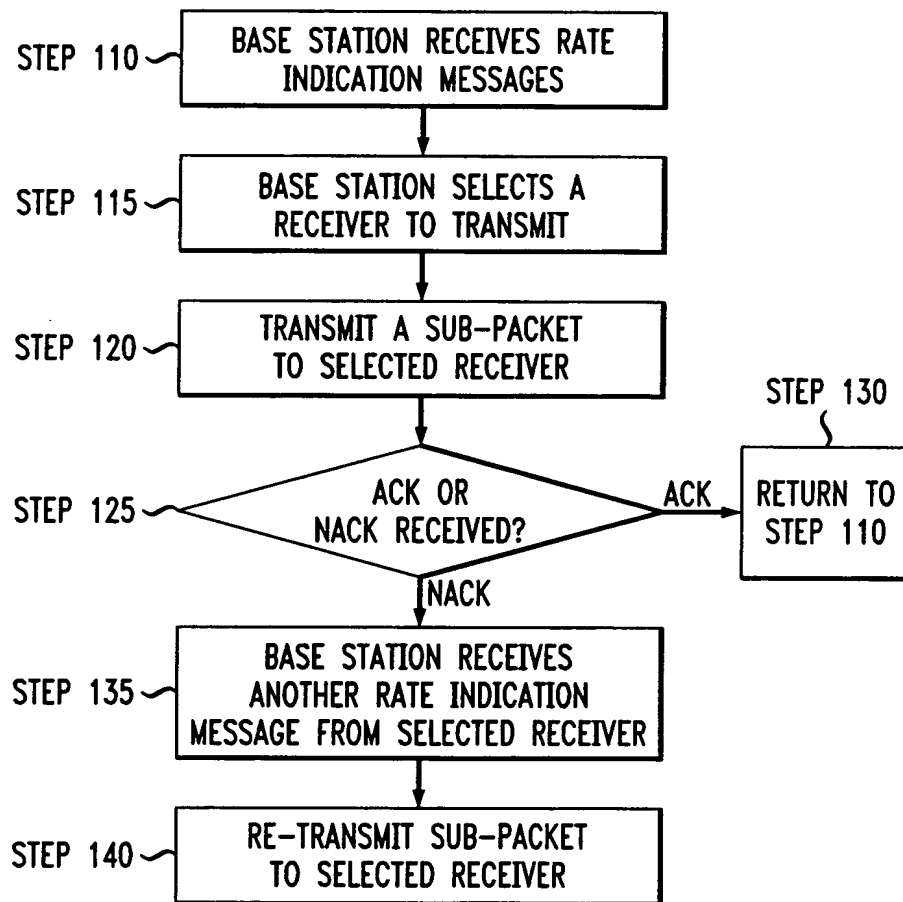 STEP 110
BASE STATION RECEIVES RATE
INDICATION MESSAGES
STEP 115
BASE STATION SELECTS A
RECEIVER TO TRANSMIT
STEP 120
TRANSMIT A SUB-PACKET
TO SELECTED RECEIVER
STEP 130
STEP 125
ACK OR
NACK RECEIVED?
ACK
RETURN TO
STEP 110
NACK
STEP 135
BASE STATION RECEIVES
ANOTHER RATE INDICATION
MESSAGE FROM SELECTED RECEIVER
STEP 140
RE-TRANSMIT SUB-PACKET
TO SELECTED RECEIVER